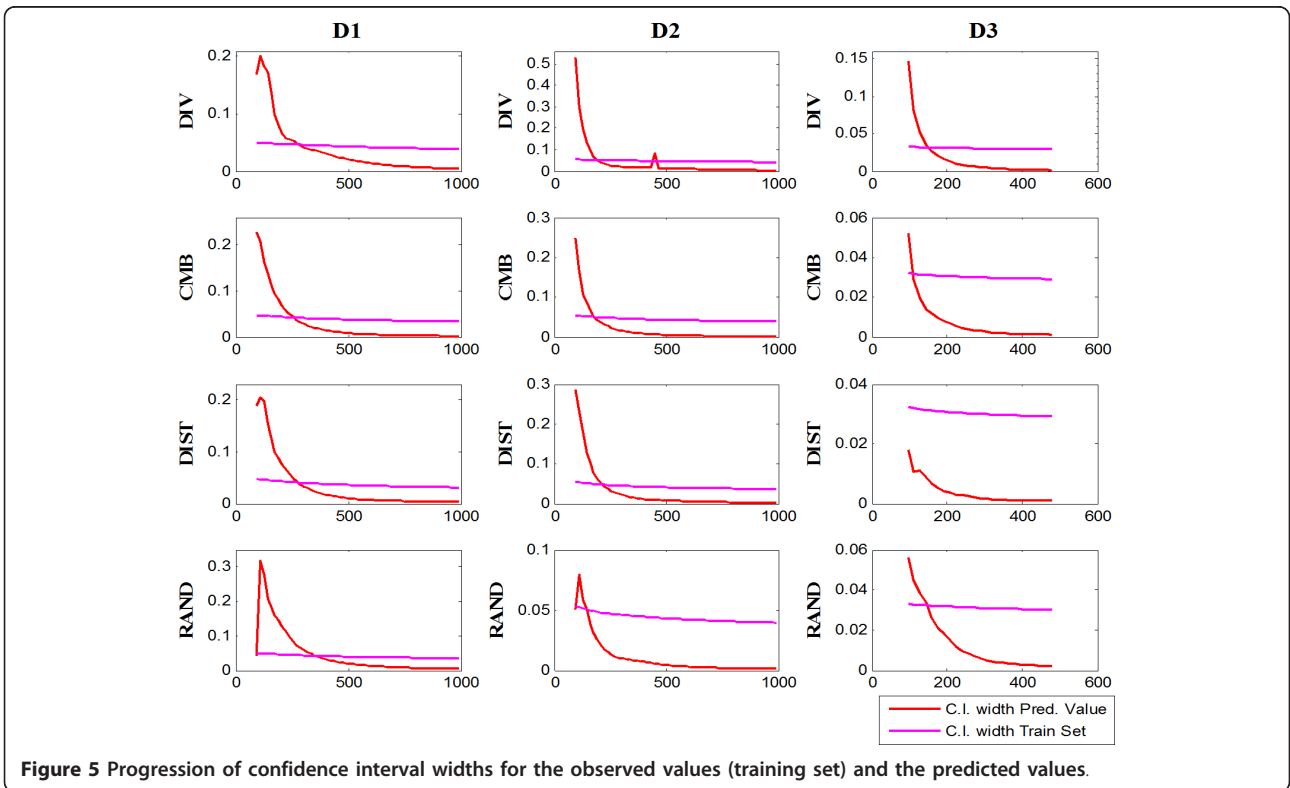 D1 D2 D3
DIV
0.2
0.1
0
0 500 1000
DIV
0.5
0.4
0.3
0.2
0.1
0
0 500 1000
DIV
0.15
0.1
0.05
0
0 200 400 600
CMB
0.2
0.1
0
0 500 1000
CMB
0.3
0.2
0.1
0
0 500 1000
CMB
0.06
0.04
0.02
0
0 200 400 600
DIST
0.2
0.1
0
0 500 1000
DIST
0.3
0.2
0.1
0
0 500 1000
DIST
0.04
0.02
0
0 200 400 600
RAND
0.3
0.2
0.1
0
0 500 1000
RAND
0.1
0.05
0
0 500 1000
RAND
0.06
0.04
0.02
0
0 200 400 600
C.I. width Pred. Value
C.I. width Train Set
Figure 5 Progression of confidence interval widths for the observed values (training set) and the predicted values.